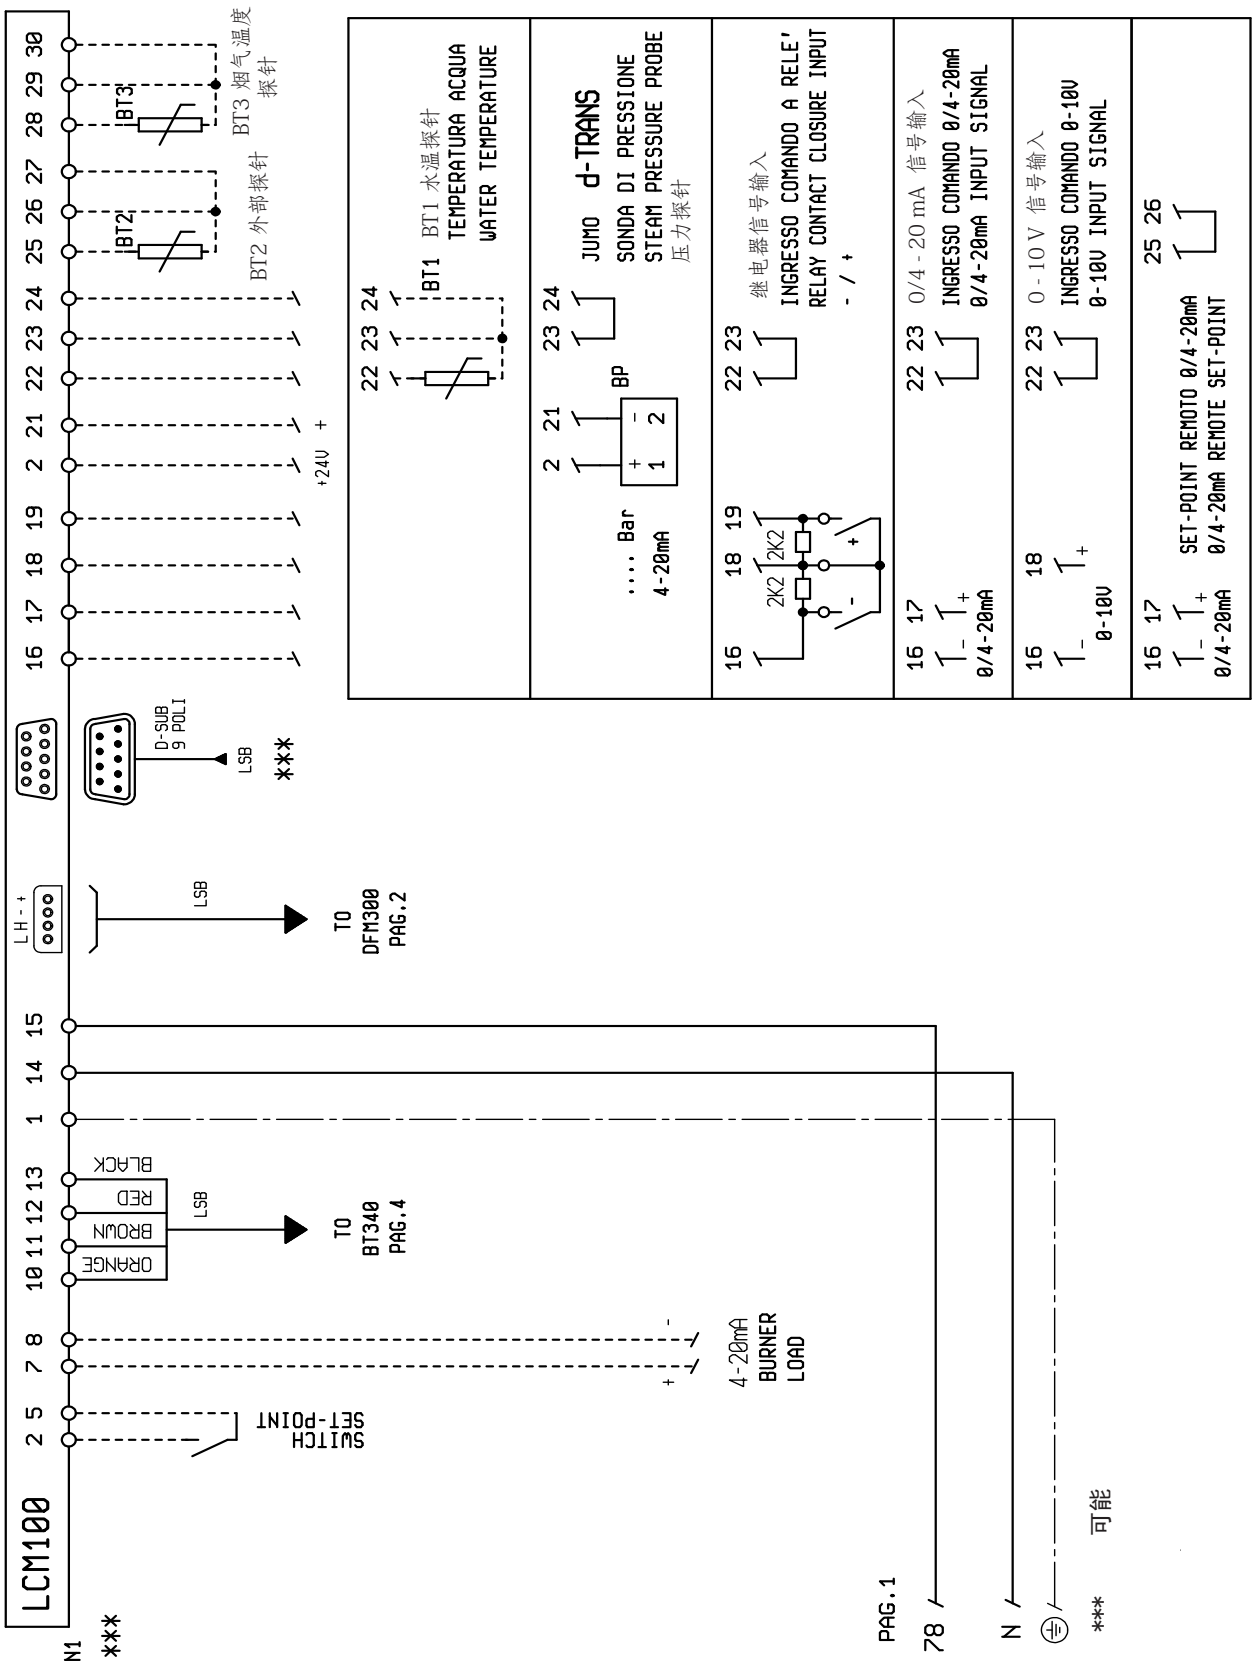 LCM100
N1
***
2 5 7 8 10 11 12 13 1 14 15
L H - +
16 17 18 19 2 21 22 23 24 25 26 27 28 29 30
SWITCH
SET-POINT
+ -
4-20mA
BURNER
LOAD
ORANGE
BROWN
RED
BLACK
LSB
TO
BT340
PAG.4
LSB
TO
DFM300
PAG.2
D-SUB
9 POLI
LSB
***
+24V +
BT2
BT2 外部探针
BT3
BT3 烟气温度
探针
PAG.1
78
N
*** 可能
22 23 24
BT1
BT1 水温探针
TEMPERATURA ACQUA
WATER TEMPERATURE
2 21 23 24
+ -
1 2
BP
.... Bar
4-20mA
JUMO d-TRANS
SONDA DI PRESSIONE
STEAM PRESSURE PROBE
压力探针
16 18 19 22 23
2K2 2K2
- +
继电器信号输入
INGRESSO COMANDO A RELE'
RELAY CONTACT CLOSURE INPUT
- / +
16 17 22 23
- +
0/4-20mA
0/4-20 mA 信号输入
INGRESSO COMANDO 0/4-20mA
0/4-20mA INPUT SIGNAL
16 18 22 23
- +
0-10V
0-10V 信号输入
INGRESSO COMANDO 0-10V
0-10V INPUT SIGNAL
16 17 25 26
- +
0/4-20mA
SET-POINT REMOTO 0/4-20mA
0/4-20mA REMOTE SET-POINT